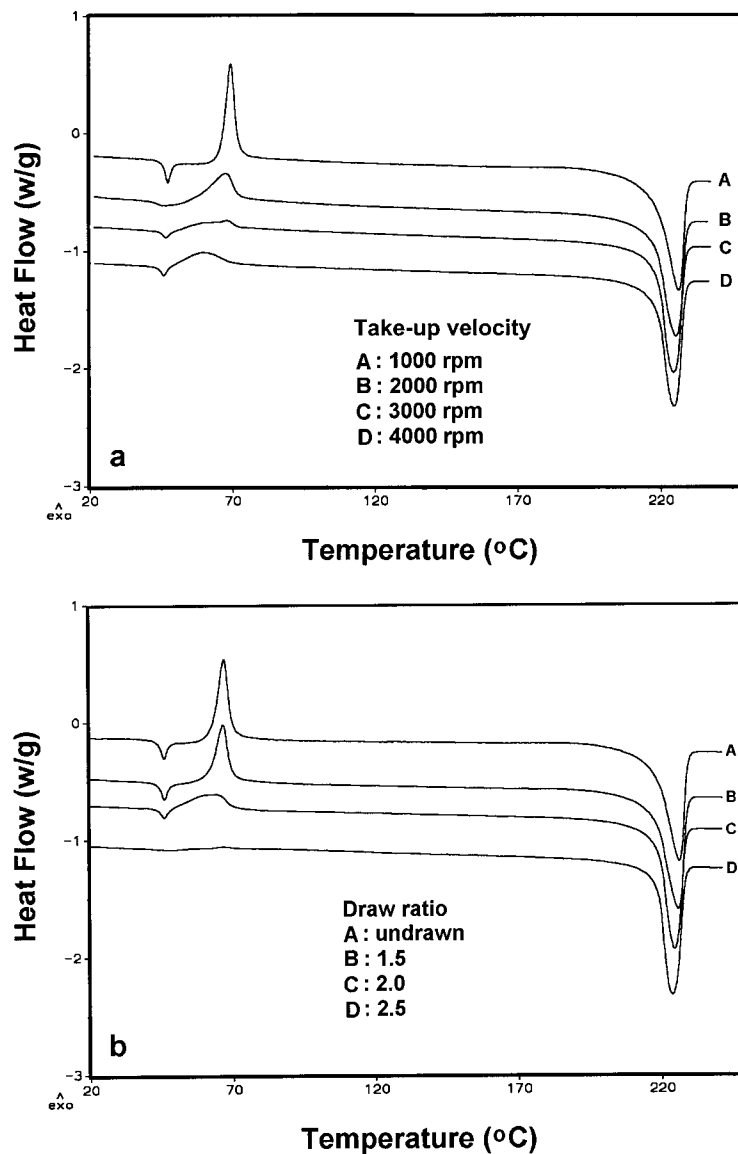 1
0
−1
−2
−3
Heat Flow (w/g)
A
B
C
D
Take-up velocity
A : 1000 rpm
B : 2000 rpm
C : 3000 rpm
D : 4000 rpm
a
20
70
120
170
220
^
exo
Temperature (oC)
1
0
−1
−2
−3
Heat Flow (w/g)
A
B
C
D
Draw ratio
A : undrawn
B : 1.5
C : 2.0
D : 2.5
b
20
70
120
170
220
^
exo
Temperature (oC)